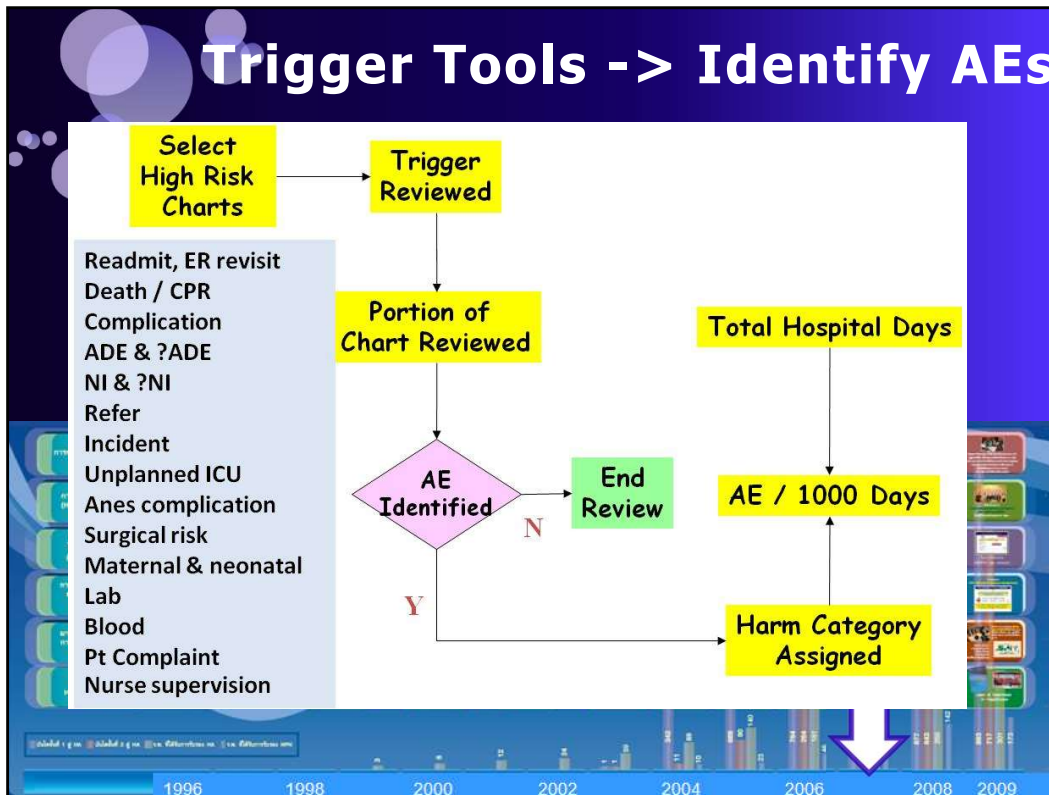 Trigger Tools -> Identify AEs
Select
High Risk
Charts
Trigger
Reviewed
Readmit, ER revisit
Death / CPR
Complication
ADE & ?ADE
NI & ?NI
Refer
Incident
Unplanned ICU
Anes complication
Surgical risk
Maternal & neonatal
Lab
Blood
Pt Complaint
Nurse supervision
Portion of
Chart Reviewed
AE
Identified
N
Y
End
Review
Total Hospital Days
AE / 1000 Days
Harm Category
Assigned
1996 1998 2000 2002 2004 2006 2008 2009